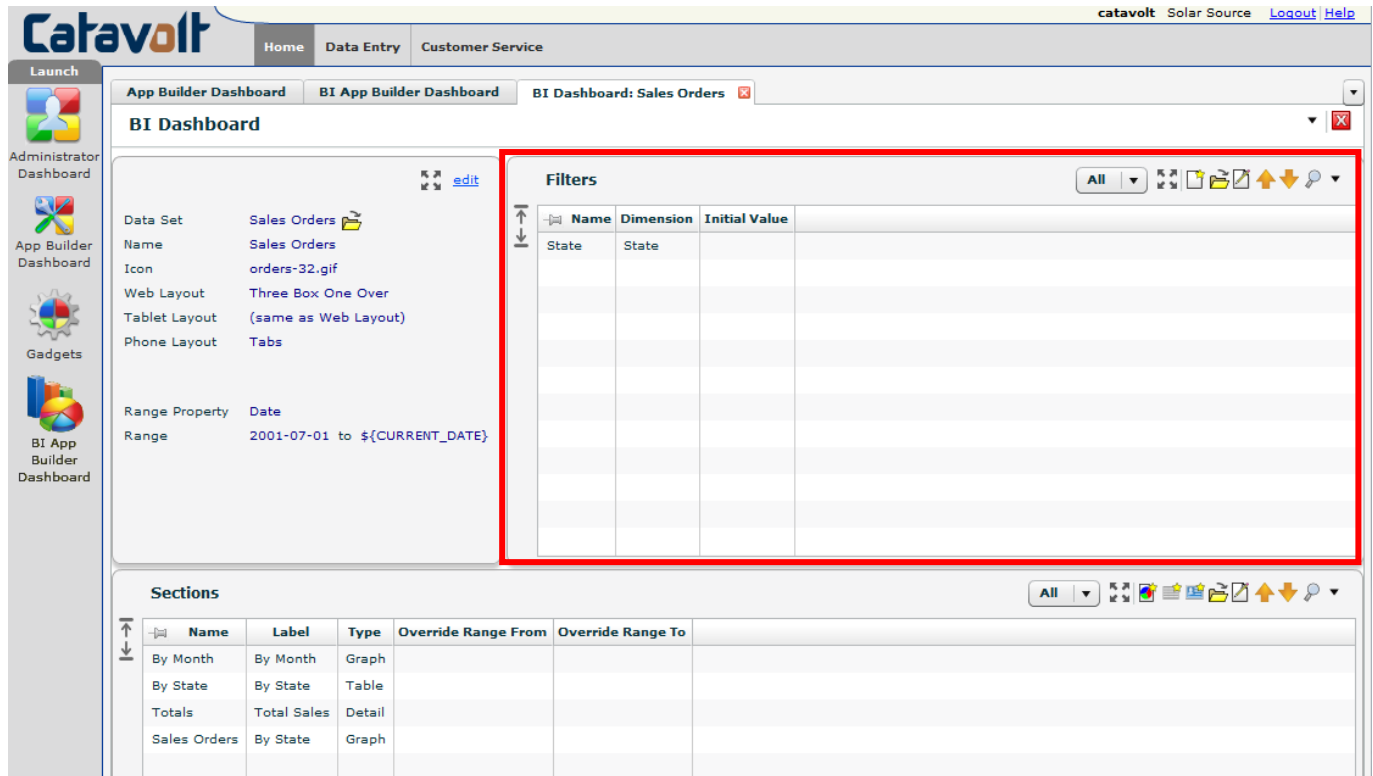 catavolt Solar Source Logout Help
Catavolt
Home Data Entry Customer Service
Launch
App Builder Dashboard BI App Builder Dashboard BI Dashboard: Sales Orders
BI Dashboard
Administrator
Dashboard
App Builder
Dashboard
Gadgets
BI App
Builder
Dashboard
edit
Data Set Sales Orders
Name Sales Orders
Icon orders-32.gif
Web Layout Three Box One Over
Tablet Layout (same as Web Layout)
Phone Layout Tabs
Range Property Date
Range 2001-07-01 to ${CURRENT_DATE}
Filters All
Name Dimension Initial Value
State State
Sections All
Name Label Type Override Range From Override Range To
By Month By Month Graph
By State By State Table
Totals Total Sales Detail
Sales Orders By State Graph